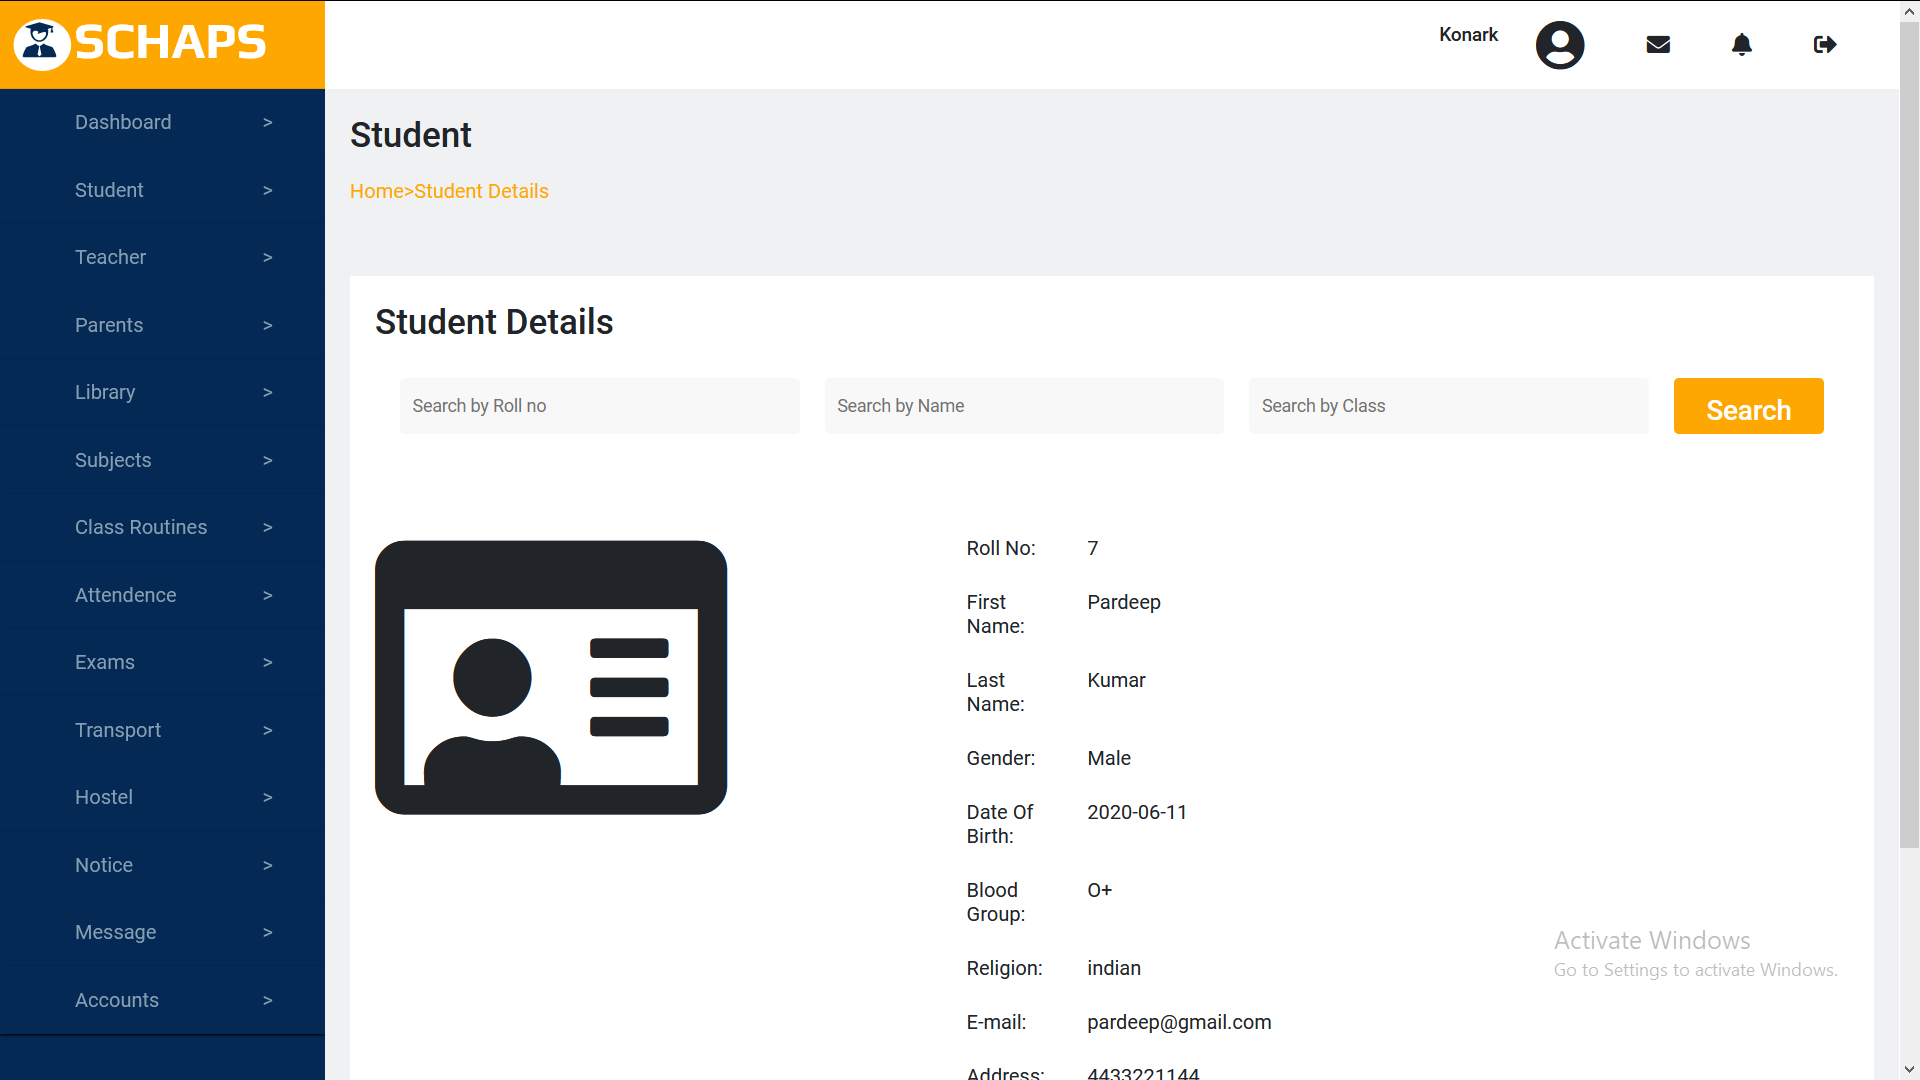 SCHAPS
Konark
Dashboard >
Student >
Teacher >
Parents >
Library >
Subjects >
Class Routines >
Attendence >
Exams >
Transport >
Hostel >
Notice >
Message >
Accounts >
Student
Home>Student Details
Student Details
Search by Roll no
Search by Name
Search by Class
Search
Roll No: 7
First Name: Pardeep
Last Name: Kumar
Gender: Male
Date Of Birth: 2020-06-11
Blood Group: O+
Religion: indian
E-mail: pardeep@gmail.com
Address: 4433221144
Activate Windows
Go to Settings to activate Windows.